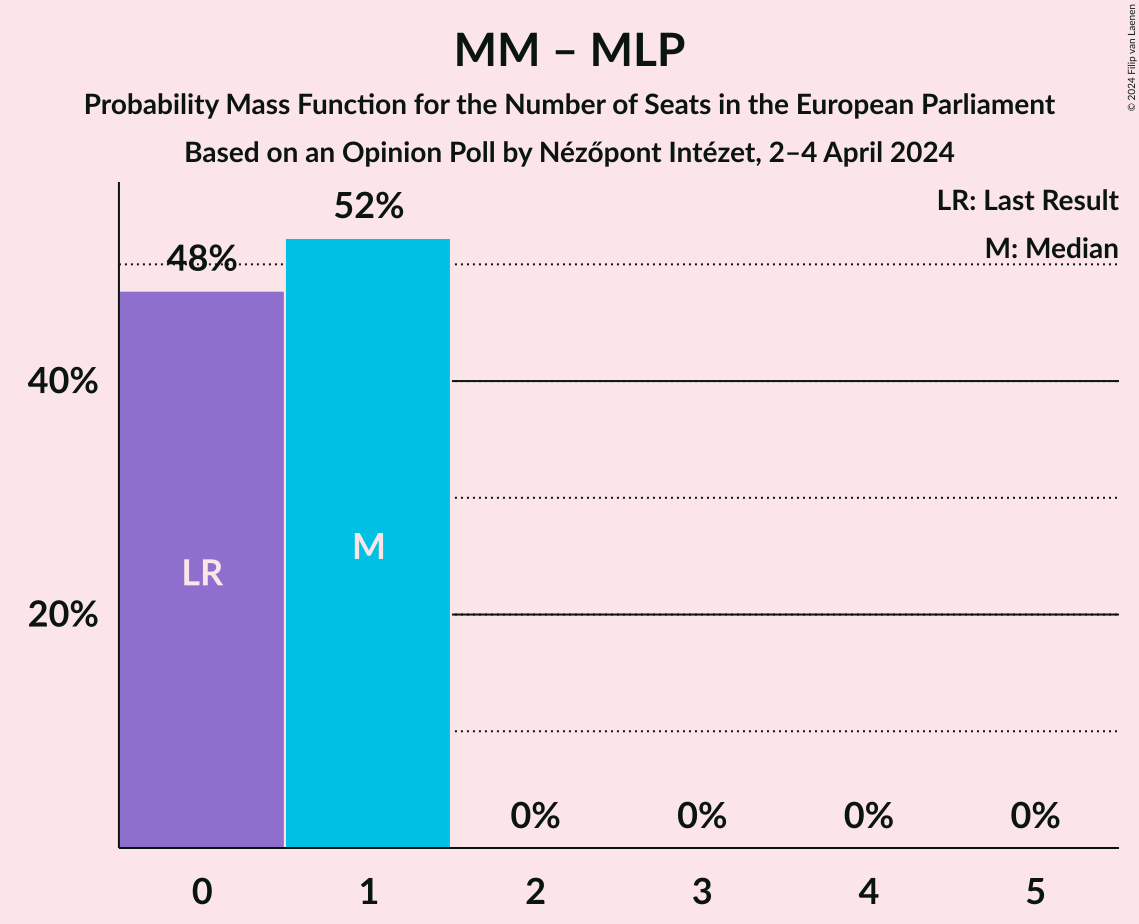 MM – MLP
Probability Mass Function for the Number of Seats in the European Parliament
Based on an Opinion Poll by Nézőpont Intézet, 2–4 April 2024
© 2024 Filip van Laenen
LR: Last Result
M: Median
52%
48%
40%
20%
LR
M
0%
0%
0%
0%
0
1
2
3
4
5